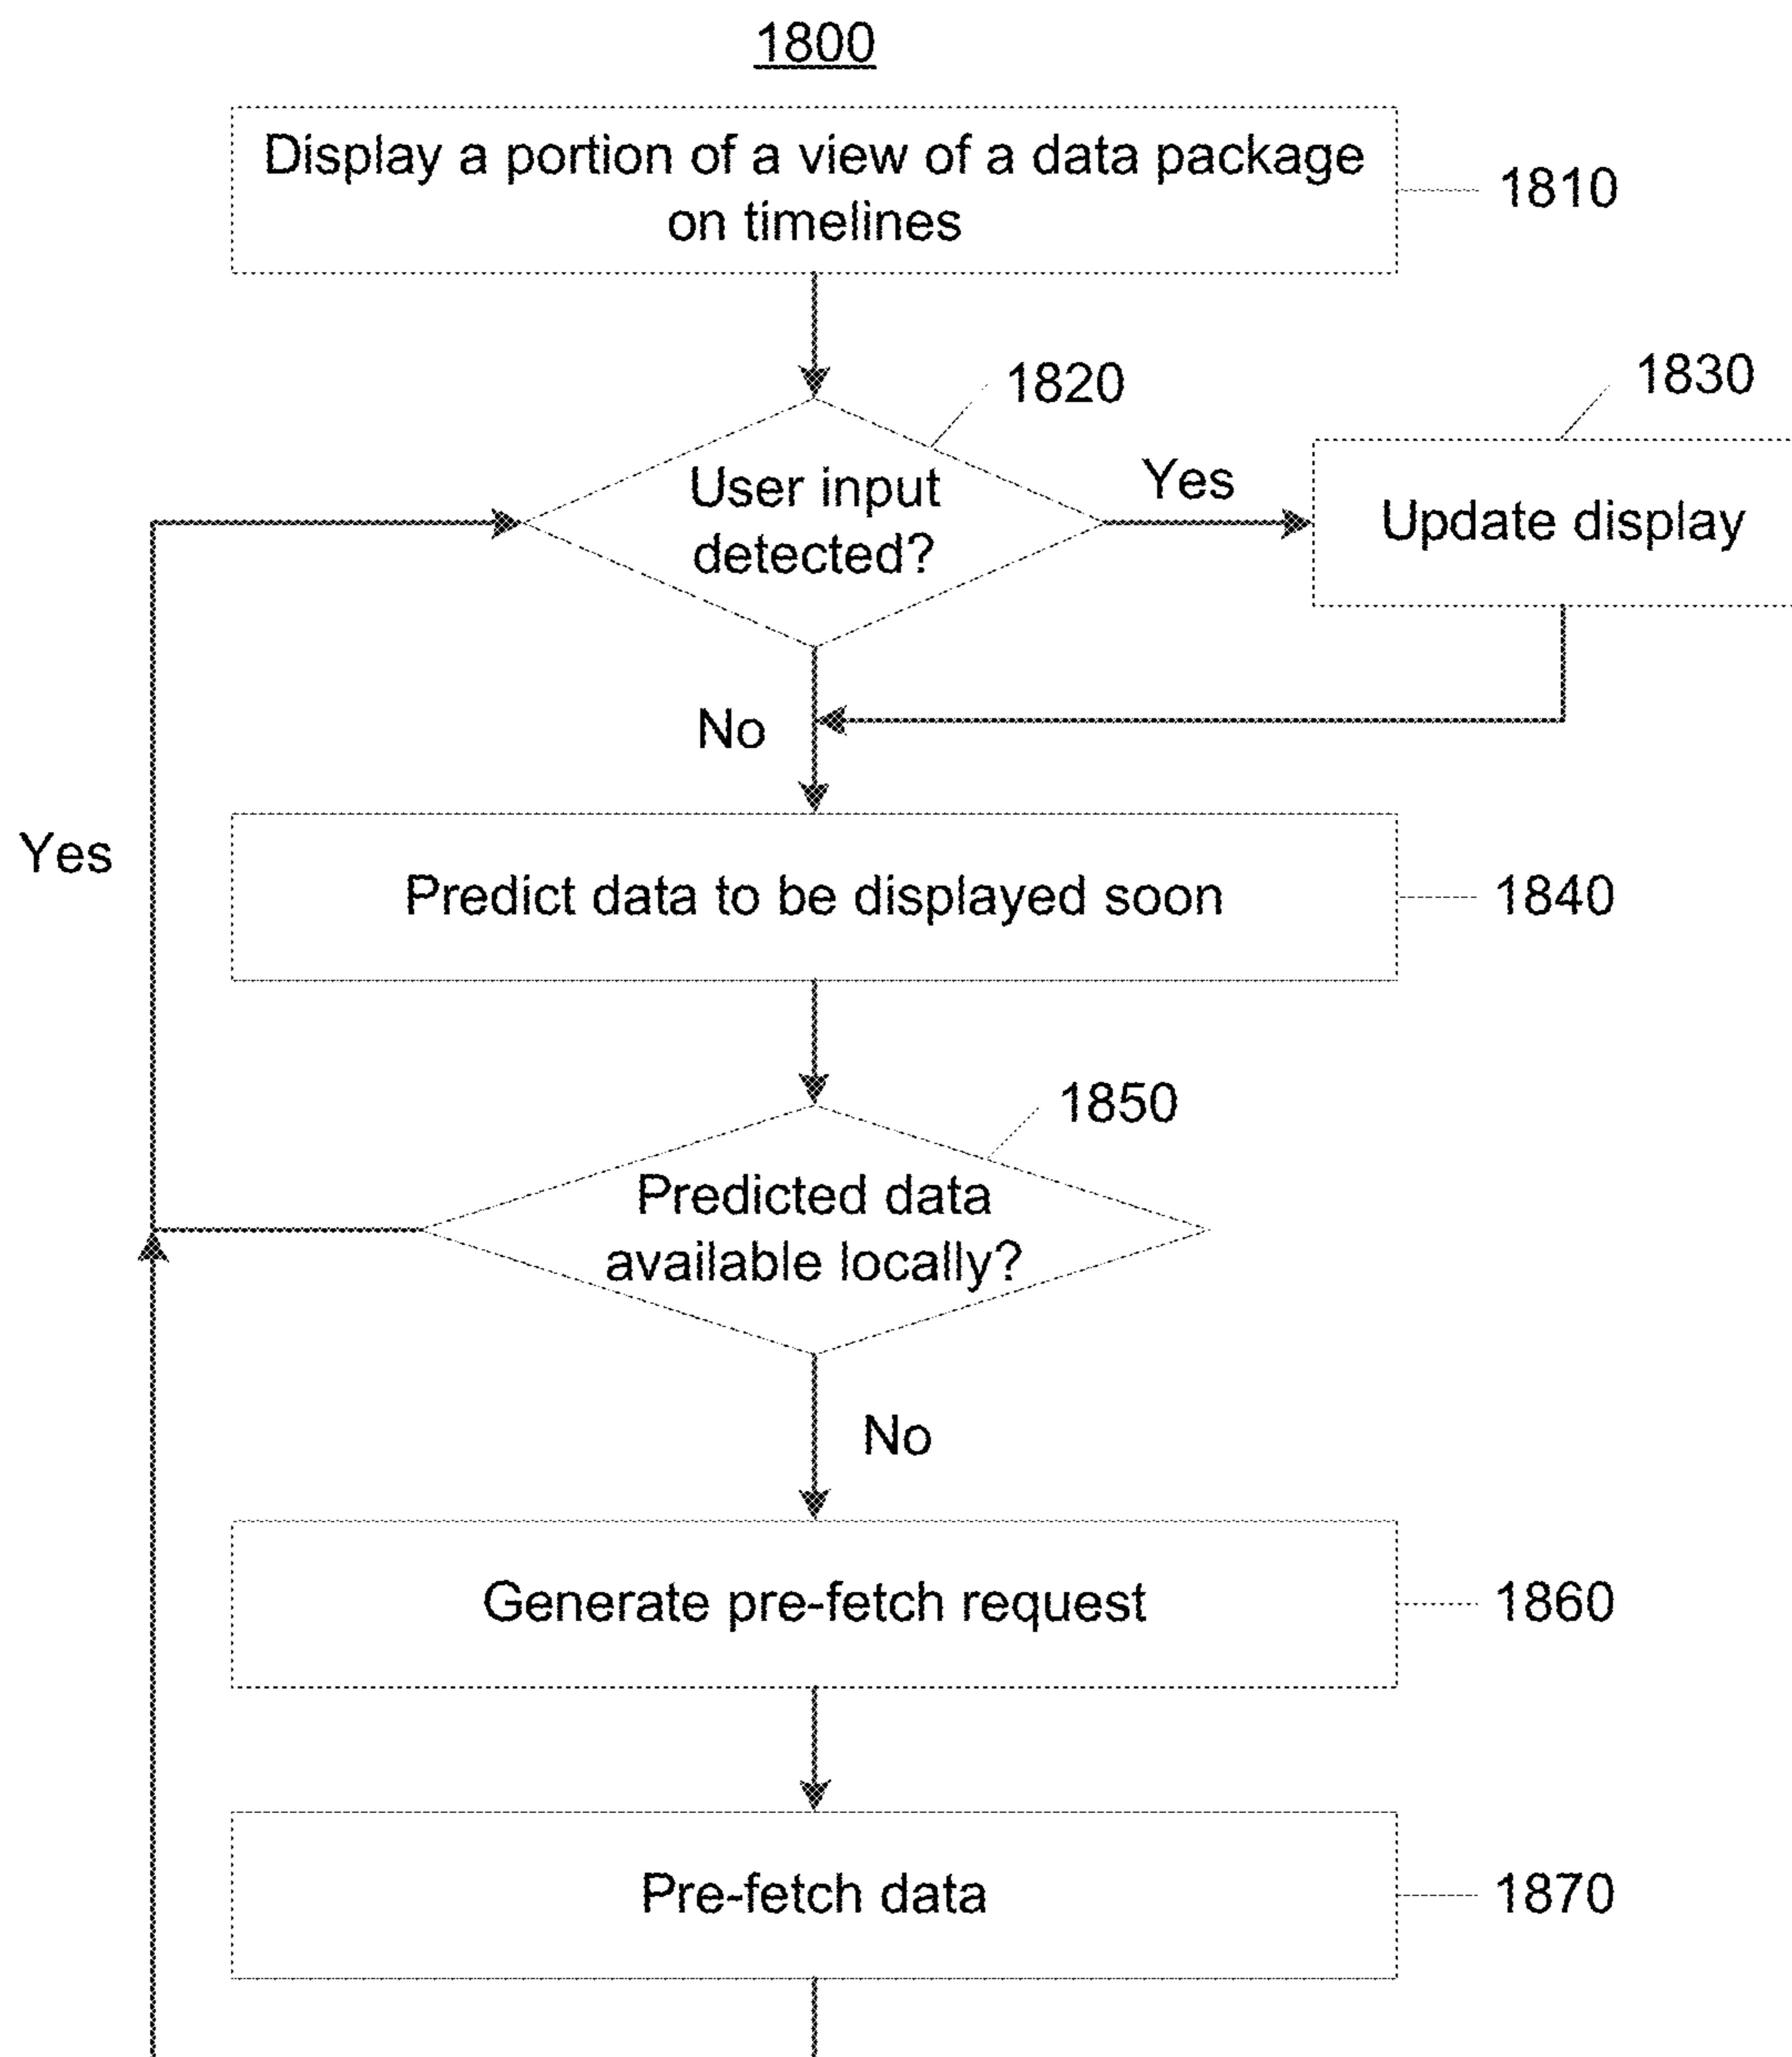 1800
Display a portion of a view of a data package
on timelines
1810
1820
1830
User input
detected?
Yes
Update display
No
Yes
Predict data to be displayed soon
1840
1850
Predicted data
available locally?
No
Generate pre-fetch request
1860
Pre-fetch data
1870